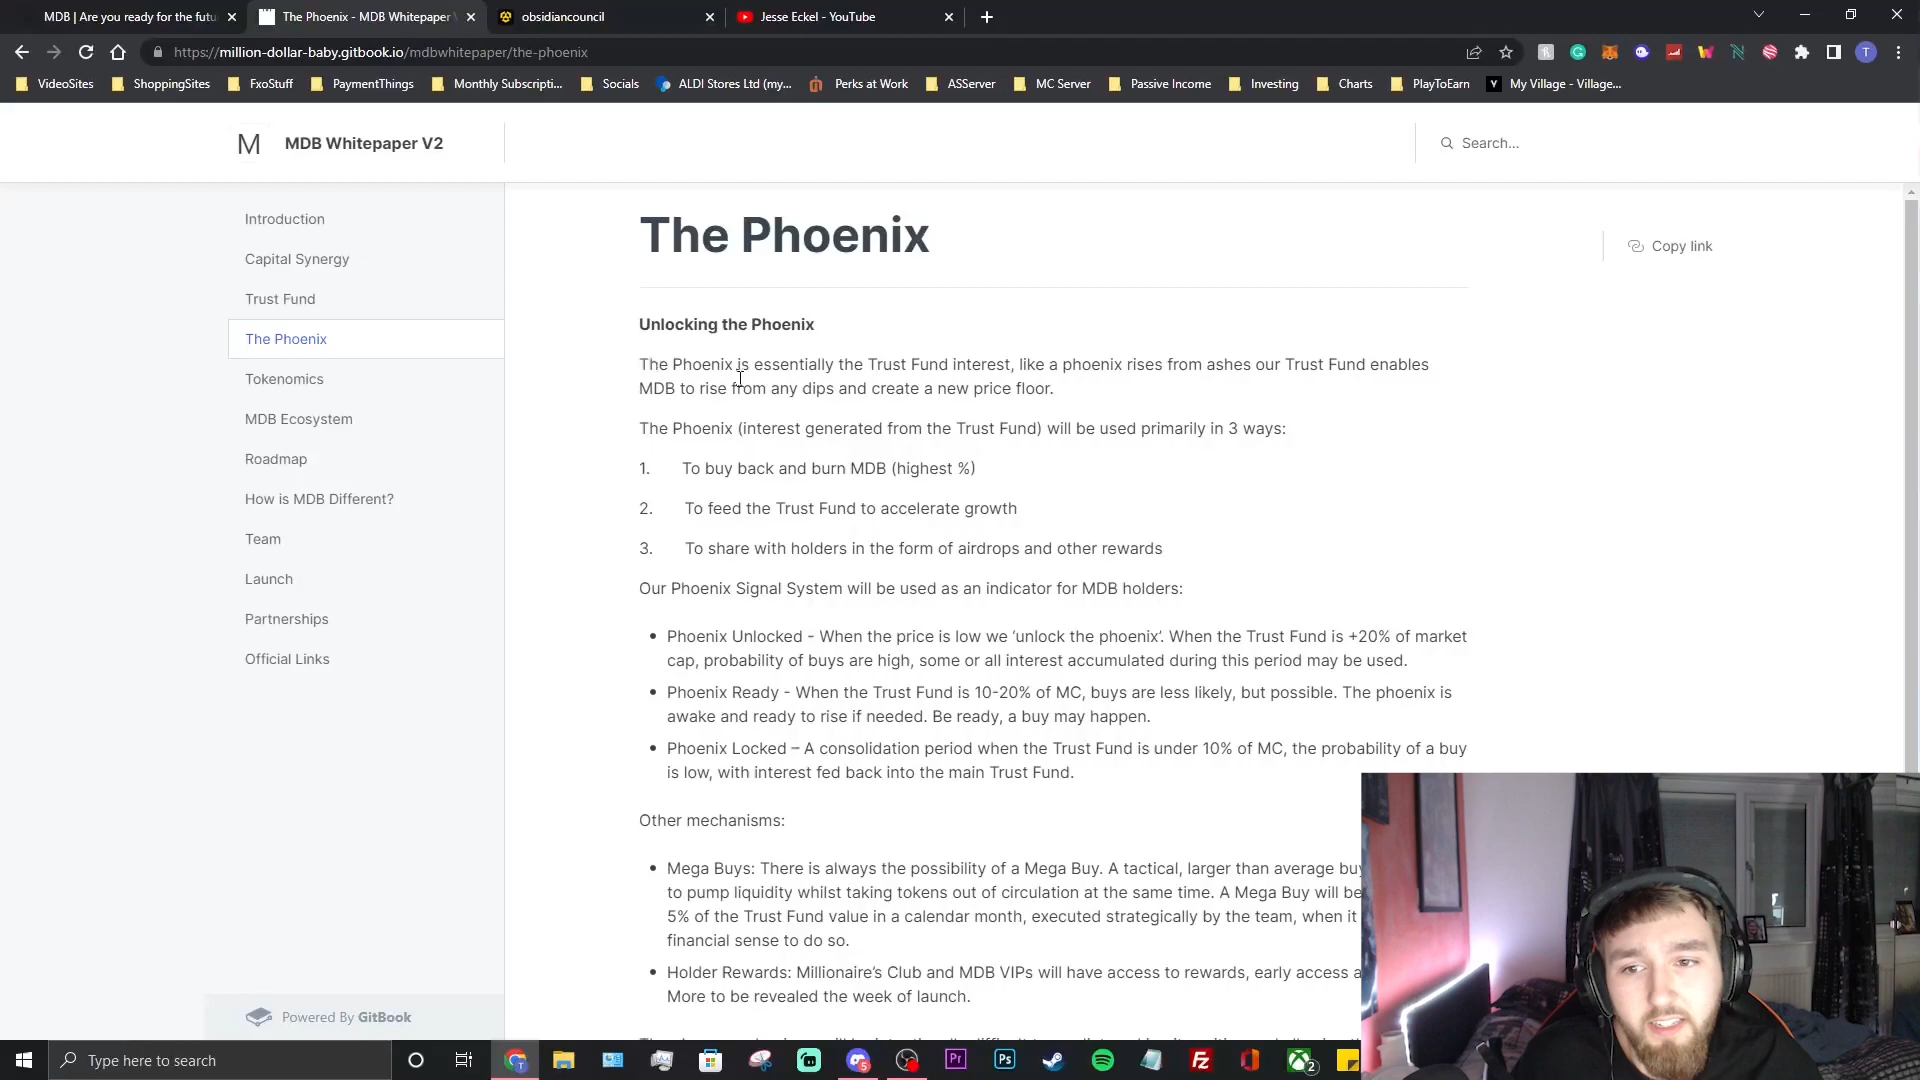 MDB | Are you ready for the futu
The Phoenix - MDB Whitepaper
obsidiancouncil
Jesse Eckel - YouTube
https://million-dollar-baby.gitbook.io/mdbwhitepaper/the-phoenix
T
VideoSites
ShoppingSites
FxoStuff
PaymentThings
Monthly Subscripti...
Socials
ALDI Stores Ltd (my...
Perks at Work
ASServer
MC Server
Passive Income
Investing
Charts
PlayToEarn
My Village - Village...
M
MDB Whitepaper V2
Search...
Introduction
Capital Synergy
Trust Fund
The Phoenix
Tokenomics
MDB Ecosystem
Roadmap
How is MDB Different?
Team
Launch
Partnerships
Official Links
Powered By GitBook
The Phoenix
Copy link
Unlocking the Phoenix
The Phoenix is essentially the Trust Fund interest, like a phoenix rises from ashes our Trust Fund enables
MDB to rise from any dips and create a new price floor.
The Phoenix (interest generated from the Trust Fund) will be used primarily in 3 ways:
1. To buy back and burn MDB (highest %)
2. To feed the Trust Fund to accelerate growth
3. To share with holders in the form of airdrops and other rewards
Our Phoenix Signal System will be used as an indicator for MDB holders:
• Phoenix Unlocked - When the price is low we ‘unlock the phoenix’. When the Trust Fund is +20% of market
cap, probability of buys are high, some or all interest accumulated during this period may be used.
• Phoenix Ready - When the Trust Fund is 10-20% of MC, buys are less likely, but possible. The phoenix is
awake and ready to rise if needed. Be ready, a buy may happen.
• Phoenix Locked – A consolidation period when the Trust Fund is under 10% of MC, the probability of a buy
is low, with interest fed back into the main Trust Fund.
Other mechanisms:
• Mega Buys: There is always the possibility of a Mega Buy. A tactical, larger than average buy
to pump liquidity whilst taking tokens out of circulation at the same time. A Mega Buy will be
5% of the Trust Fund value in a calendar month, executed strategically by the team, when it
financial sense to do so.
• Holder Rewards: Millionaire’s Club and MDB VIPs will have access to rewards, early access a
More to be revealed the week of launch.
Type here to search
Pr
Ps
5
2